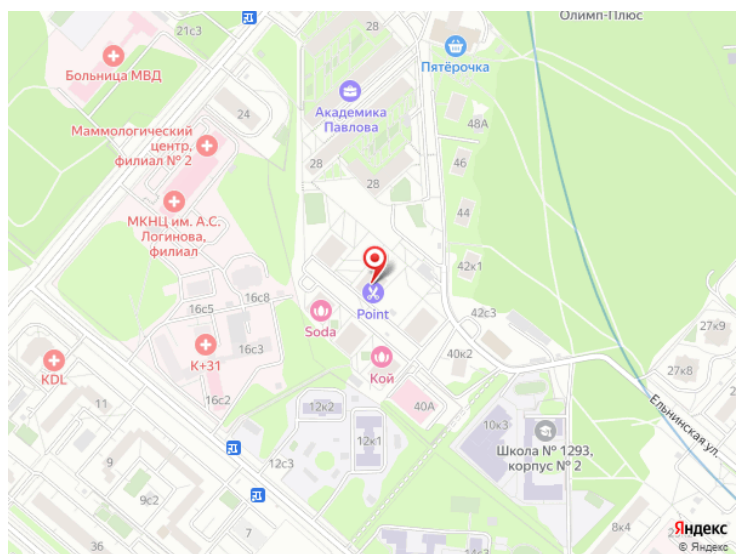 Олимп-Плюс
21с3
28
28
Пятёрочка
Больница МВД
Академика
Павлова
24
48А
Маммологический
центр,
филиал № 2
28
46
28
44
МКНЦ им. А.С.
Логинова,
филиал
42к1
16с5
16с8
Point
42с3
Soda
27к9
К+31
16с3
40к2
KDL
Кой
27к8
16с2
12к2
40А
Ельнинская ул.
11
10к3
12к1
Школа № 1293,
корпус № 2
9
12с3
9с2
8к4
Яндекс
36
7
14с3
© Яндекс